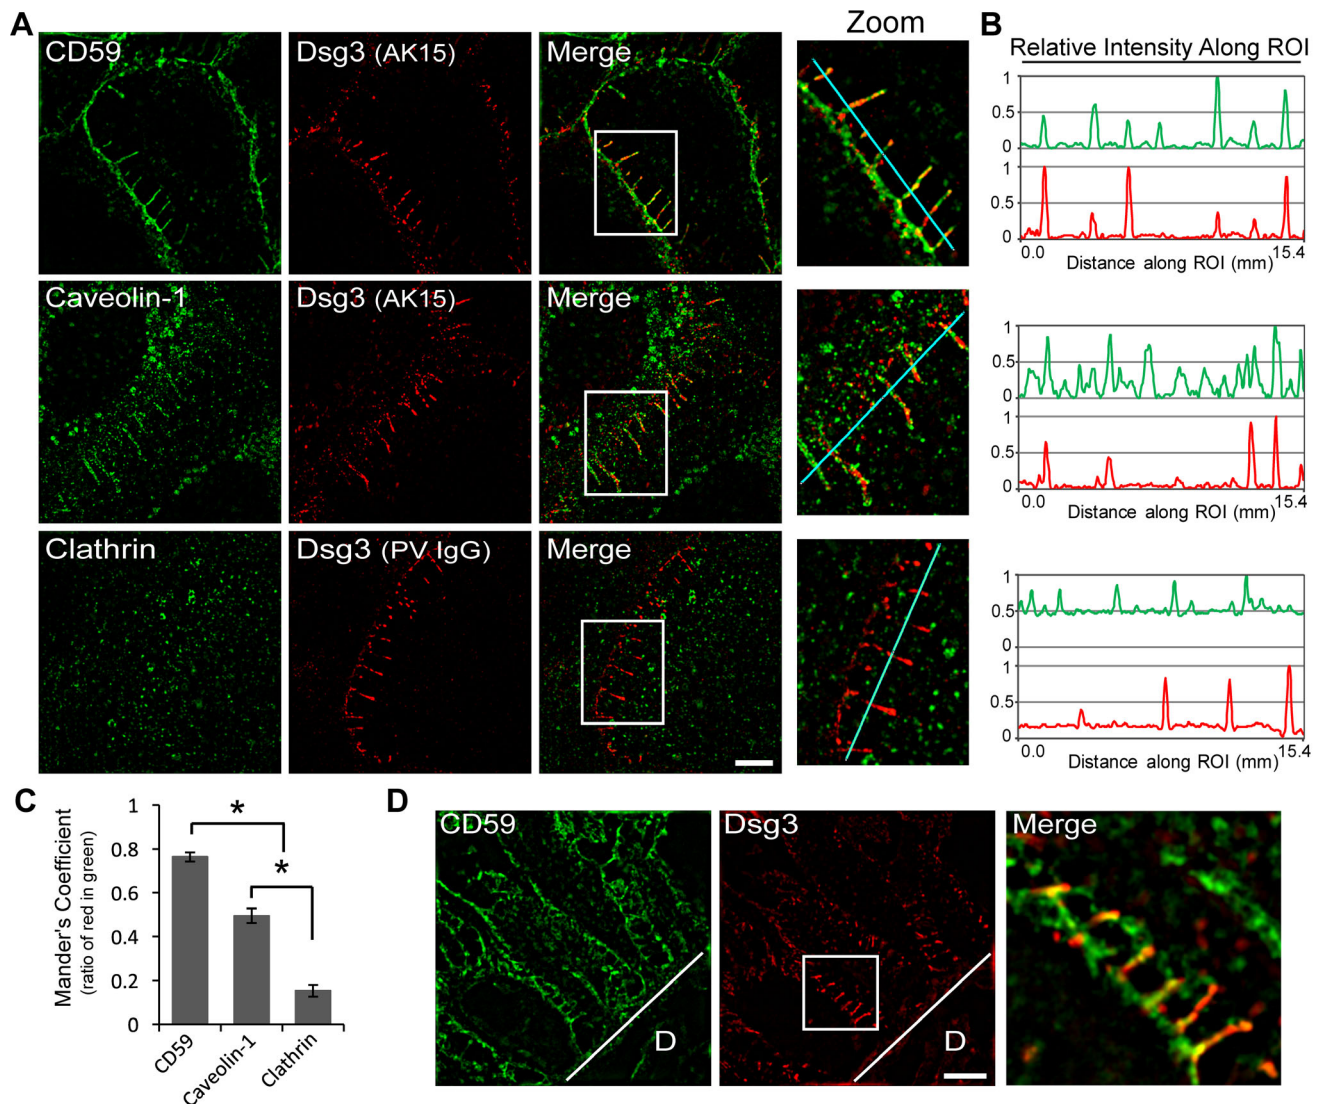 A
CD59
Dsg3 (AK15)
Merge
Zoom
Caveolin-1
Dsg3 (AK15)
Merge
Clathrin
Dsg3 (PV IgG)
Merge
B
Relative Intensity Along ROI
1
0.5
0
1
0.5
0
0.0
15.4
Distance along ROI (mm)
1
0.5
0
1
0.5
0
0.0
15.4
Distance along ROI (mm)
1
0.5
0
1
0.5
0
0.0
15.4
Distance along ROI (mm)
C
Mander's Coefficient
(ratio of red in green)
1
0.8
0.6
0.4
0.2
0
*
*
CD59
Caveolin-1
Clathrin
D
CD59
D
Dsg3
D
Merge